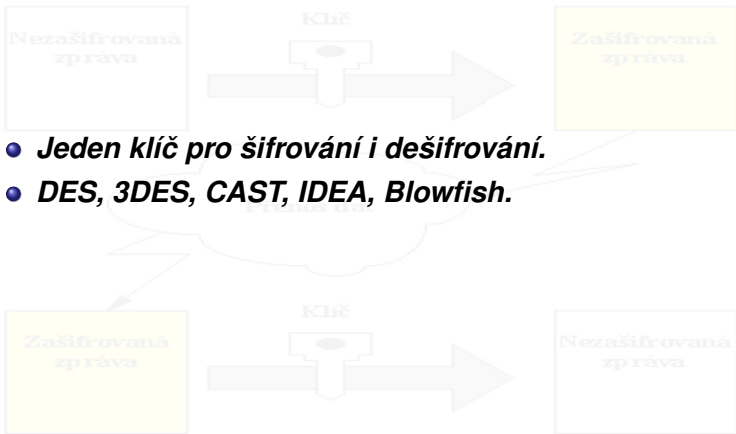 Klíč
Nezašifrovaná
zpráva
Zašifrovaná
zpráva
Jeden klíč pro šifrování i dešifrování.
DES, 3DES, CAST, IDEA, Blowfish.
Klíč
Zašifrovaná
zpráva
Nezašifrovaná
zpráva